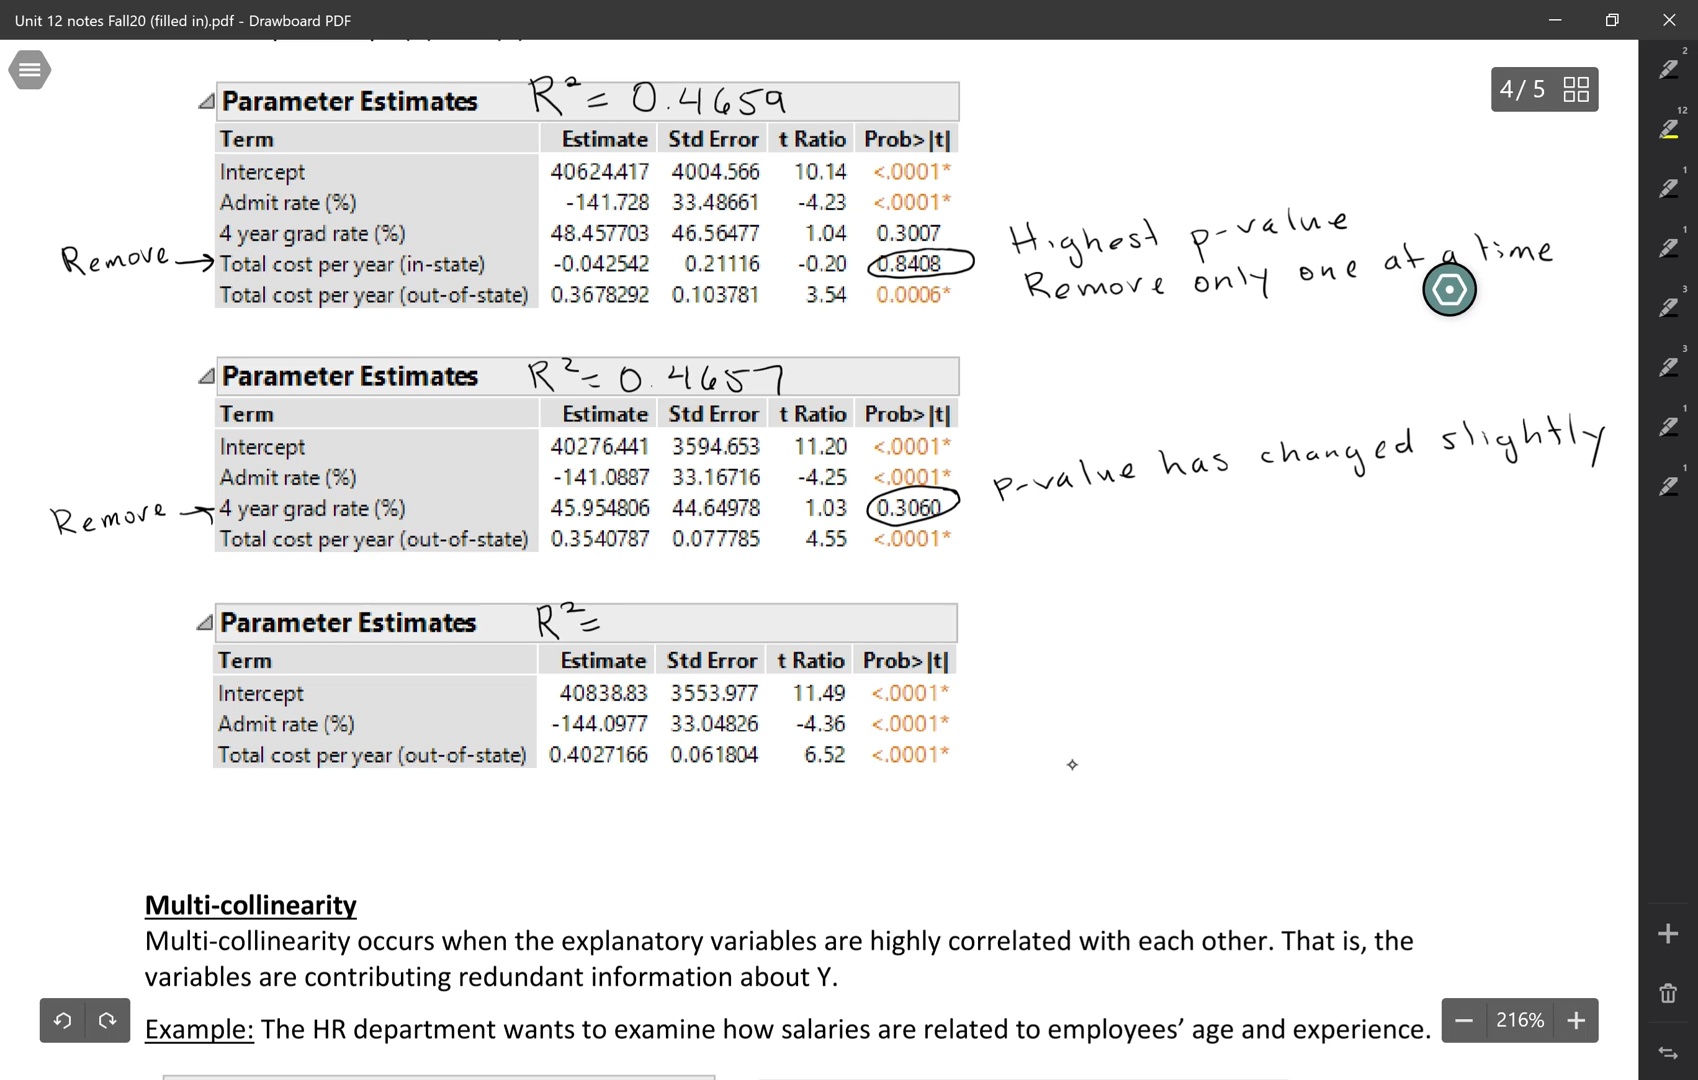 Unit 12 notes Fall20 (filled in).pdf - Drawboard PDF
4 / 5
Parameter Estimates R² = 0.4659
Term Estimate Std Error t Ratio Prob>|t|
Intercept 40624.417 4004.566 10.14 <.0001*
Admit rate (%) -141.728 33.48661 -4.23 <.0001*
4 year grad rate (%) 48.457703 46.56477 1.04 0.3007
Remove → Total cost per year (in-state) -0.042542 0.21116 -0.20 0.8408
Total cost per year (out-of-state) 0.3678292 0.103781 3.54 0.0006*
Highest p-value
Remove only one at a time
Parameter Estimates R² = 0.4657
Term Estimate Std Error t Ratio Prob>|t|
Intercept 40276.441 3594.653 11.20 <.0001*
Admit rate (%) -141.0887 33.16716 -4.25 <.0001*
Remove → 4 year grad rate (%) 45.954806 44.64978 1.03 0.3060
Total cost per year (out-of-state) 0.3540787 0.077785 4.55 <.0001*
p-value has changed slightly
Parameter Estimates R² =
Term Estimate Std Error t Ratio Prob>|t|
Intercept 40838.83 3553.977 11.49 <.0001*
Admit rate (%) -144.0977 33.04826 -4.36 <.0001*
Total cost per year (out-of-state) 0.4027166 0.061804 6.52 <.0001*
Multi-collinearity
Multi-collinearity occurs when the explanatory variables are highly correlated with each other. That is, the
variables are contributing redundant information about Y.
Example: The HR department wants to examine how salaries are related to employees’ age and experience.
216%
2
12
1
1
3
3
1
1